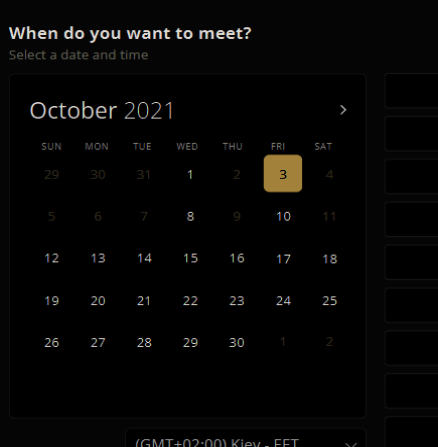 When do you want to meet?
Select a date and time
October 2021
SUN MON TUE WED THU FRI SAT
29 30 31 1 2 3 4
5 6 7 8 9 10 11
12 13 14 15 16 17 18
19 20 21 22 23 24 25
26 27 28 29 30 1 2
(GMT+02:00) Kiev - EET